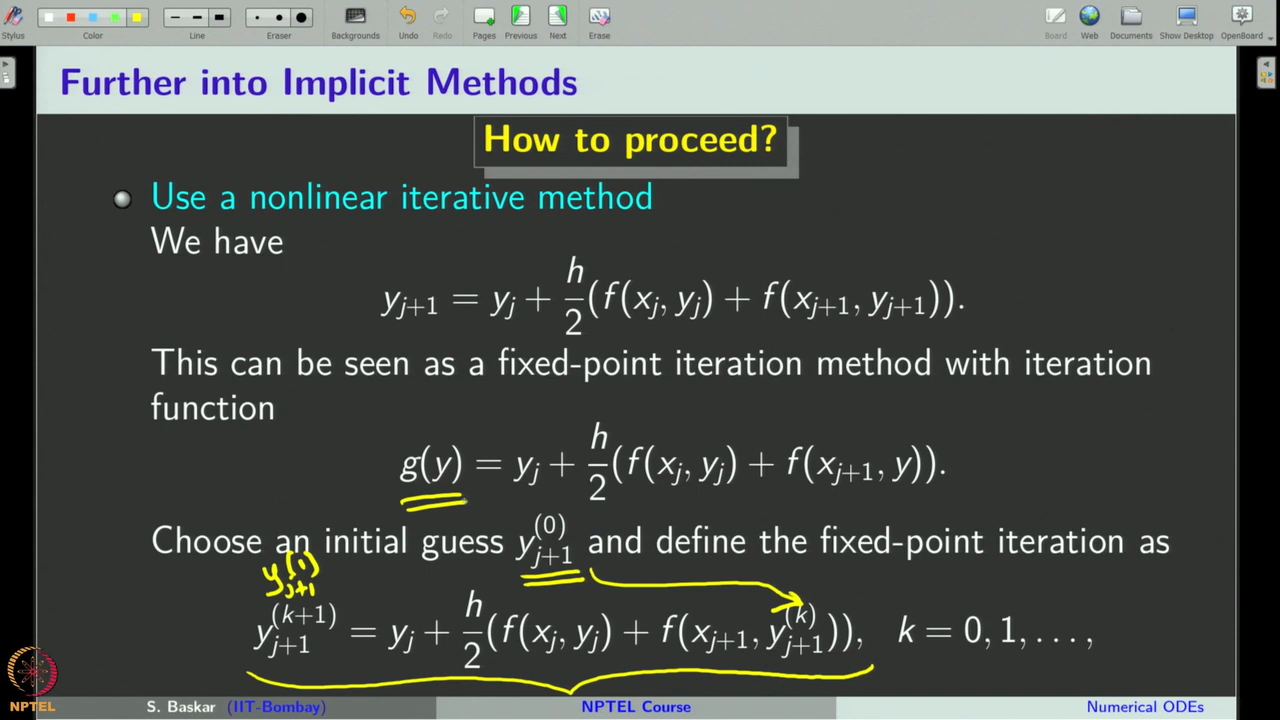 Stylus Color Line Eraser Backgrounds Undo Redo Pages Previous Next Erase Board Web Documents Show Desktop OpenBoard
Further into Implicit Methods
How to proceed?
Use a nonlinear iterative method
We have
y_{j+1} = y_j + \frac{h}{2}(f(x_j, y_j) + f(x_{j+1}, y_{j+1})).
This can be seen as a fixed-point iteration method with iteration
function
g(y) = y_j + \frac{h}{2}(f(x_j, y_j) + f(x_{j+1}, y)).
Choose an initial guess y_{j+1}^{(0)} and define the fixed-point iteration as
y_{j+1}^{(1)}
y_{j+1}^{(k+1)} = y_j + \frac{h}{2}(f(x_j, y_j) + f(x_{j+1}, y_{j+1}^{(k)})), k = 0, 1, . . . ,
NPTEL
S. Baskar (IIT-Bombay) NPTEL Course Numerical ODEs